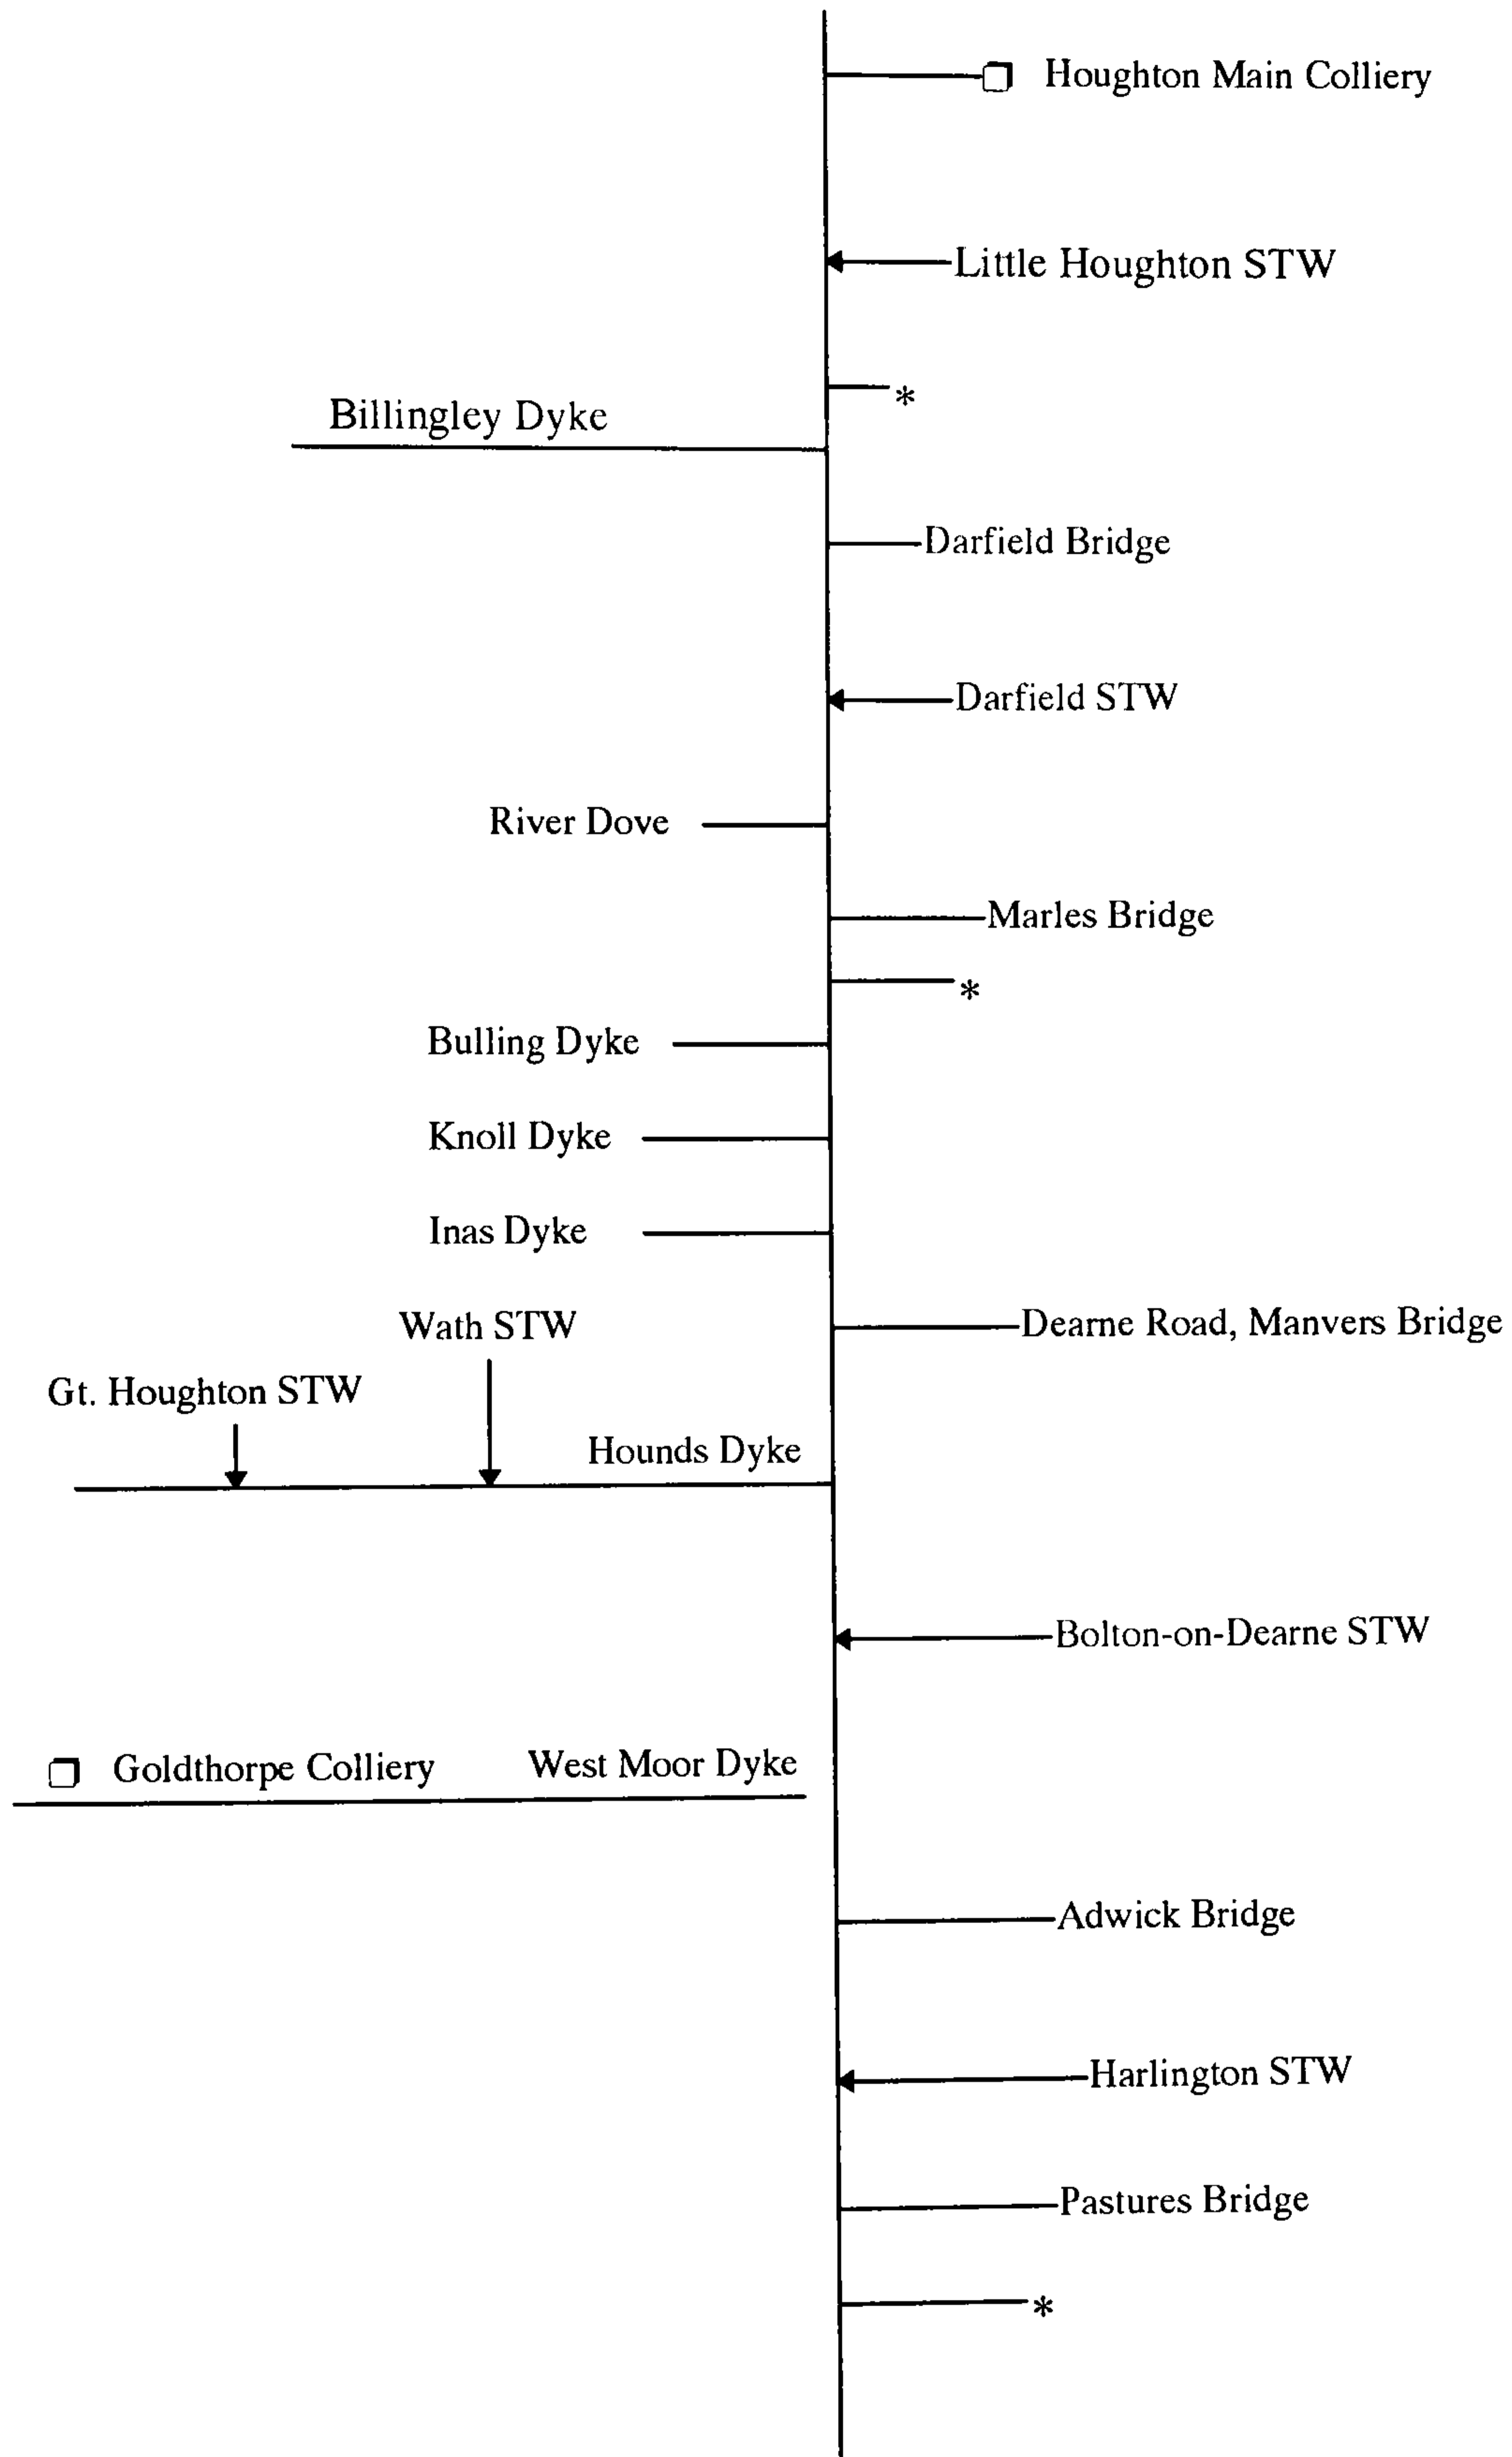 Houghton Main Colliery
Little Houghton STW
*
Billingley Dyke
Darfield Bridge
Darfield STW
River Dove
Marles Bridge
*
Bulling Dyke
Knoll Dyke
Inas Dyke
Dearne Road, Manvers Bridge
Wath STW
Gt. Houghton STW
Hounds Dyke
Bolton-on-Dearne STW
Goldthorpe Colliery West Moor Dyke
Adwick Bridge
Harlington STW
Pastures Bridge
*